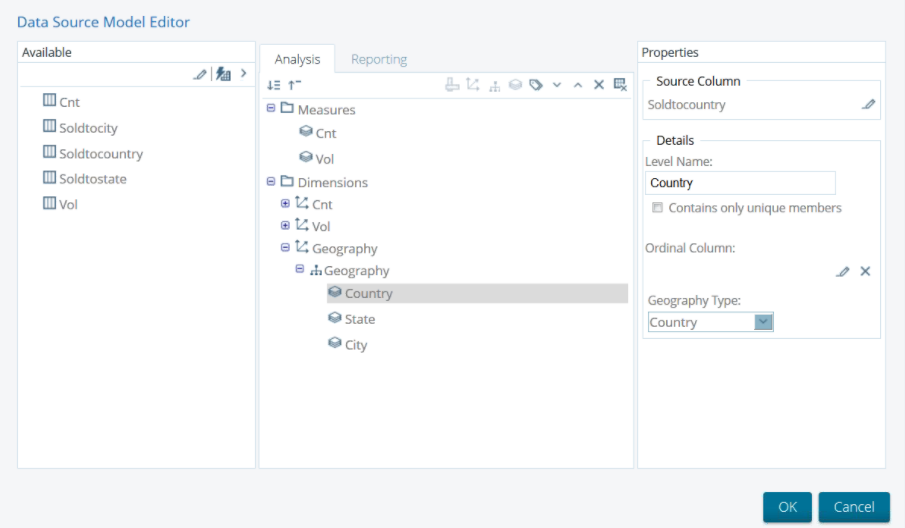 Data Source Model Editor
Available
Cnt
Soldtocity
Soldtocountry
Soldtostate
Vol
Analysis
Reporting
Measures
Cnt
Vol
Dimensions
Cnt
Vol
Geography
Geography
Country
State
City
Properties
Source Column
Soldtocountry
Details
Level Name:
Country
Contains only unique members
Ordinal Column:
Geography Type:
Country
OK
Cancel